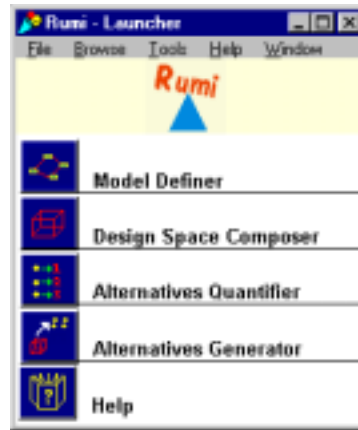 Rumi - Launcher
File Browse Tools Help Window
Rumi
Model Definer
Design Space Composer
Alternatives Quantifier
Alternatives Generator
Help